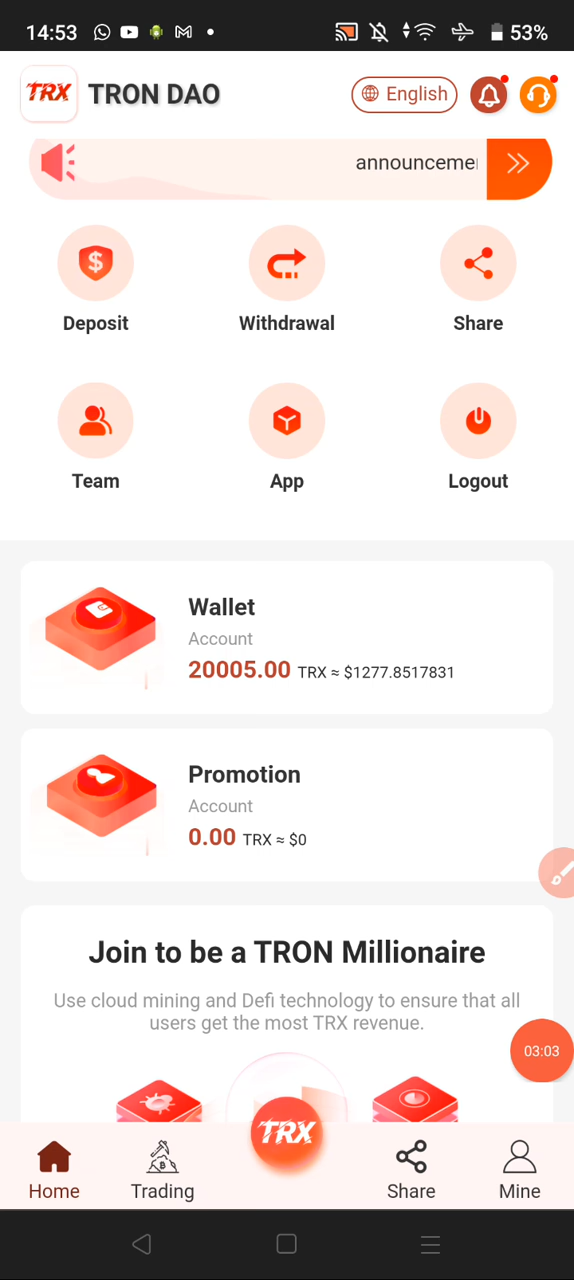 14:53
53%
TRX TRON DAO
English
announceme
Deposit
Withdrawal
Share
Team
App
Logout
Wallet
Account
20005.00 TRX ≈ $1277.8517831
Promotion
Account
0.00 TRX ≈ $0
Join to be a TRON Millionaire
Use cloud mining and Defi technology to ensure that all
users get the most TRX revenue.
03:03
TRX
Home
Trading
Share
Mine